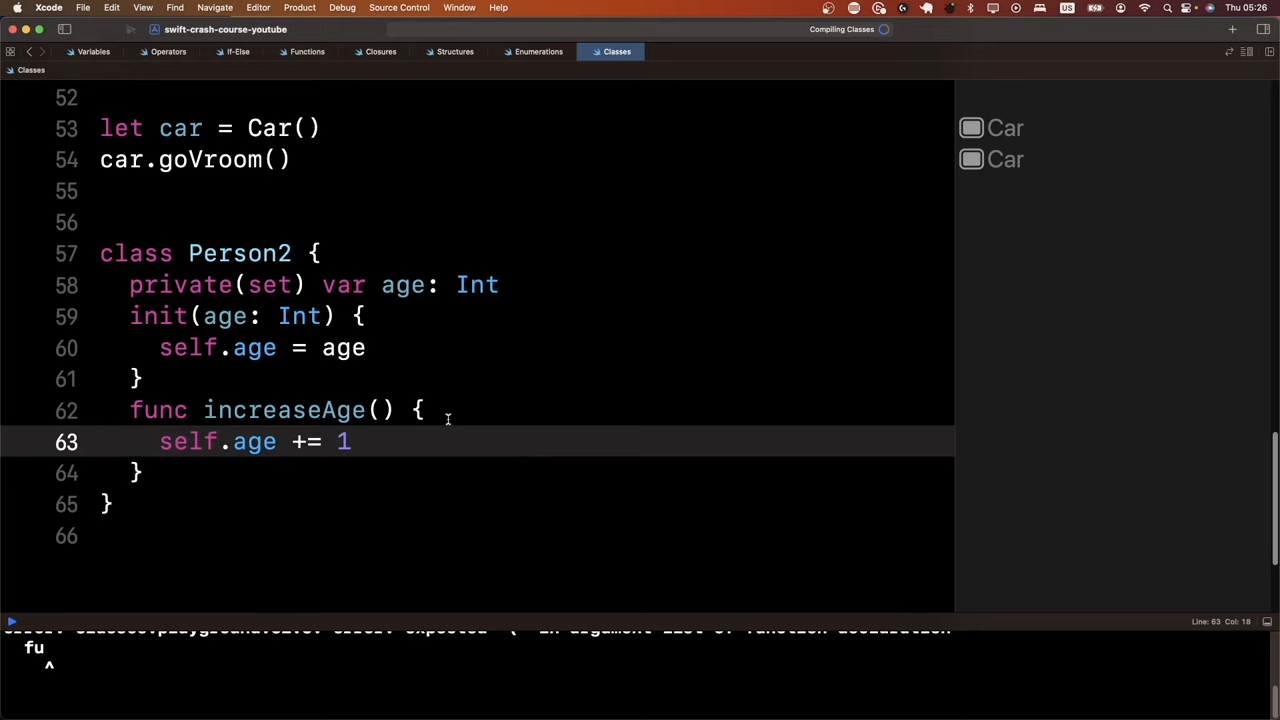 Xcode File Edit View Find Navigate Editor Product Debug Source Control Window Help US Thu 05:26
swift-crash-course-youtube Compiling Classes
Variables Operators If-Else Functions Closures Structures Enumerations Classes
Classes
52
53 let car = Car() Car
54 car.goVroom() Car
55
56
57 class Person2 {
58 private(set) var age: Int
59 init(age: Int) {
60 self.age = age
61 }
62 func increaseAge() {
63 self.age += 1
64 }
65 }
66
Line: 63 Col: 18
fu
^